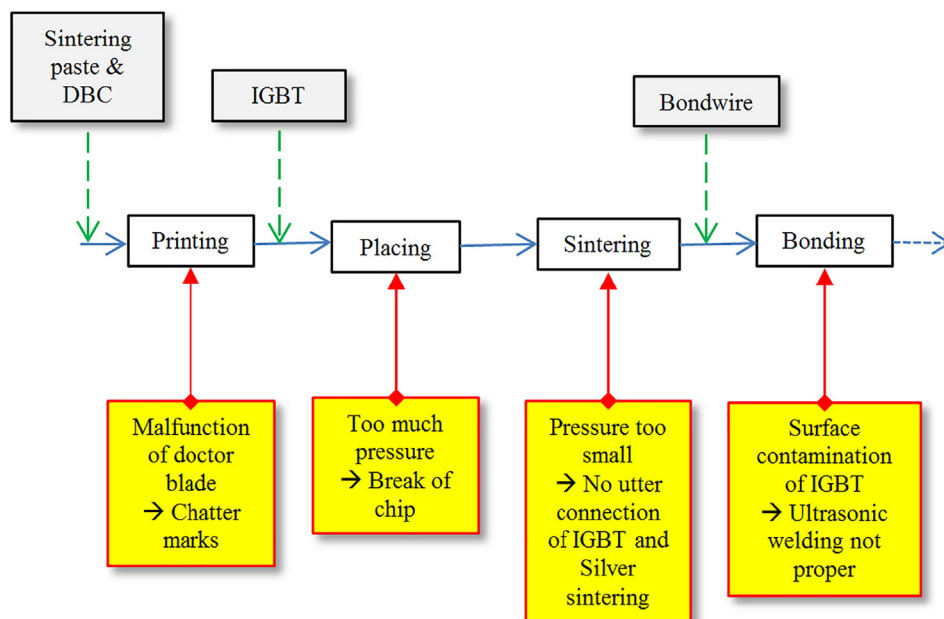 Sintering
paste &
DBC
IGBT
Bondwire
Printing
Placing
Sintering
Bonding
Malfunction
of doctor
blade
→ Chatter
marks
Too much
pressure
→ Break of
chip
Pressure too
small
→ No utter
connection
of IGBT and
Silver
sintering
Surface
contamination
of IGBT
→ Ultrasonic
welding not
proper